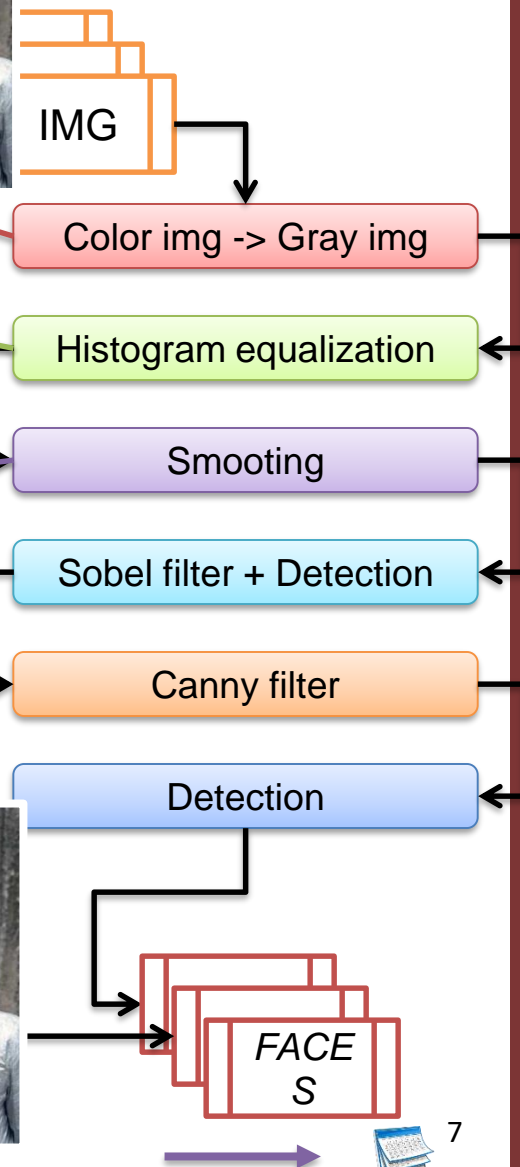 IMG
Color img -> Gray img
Histogram equalization
Smooting
Sobel filter + Detection
Canny filter
Detection
FACE
S
7